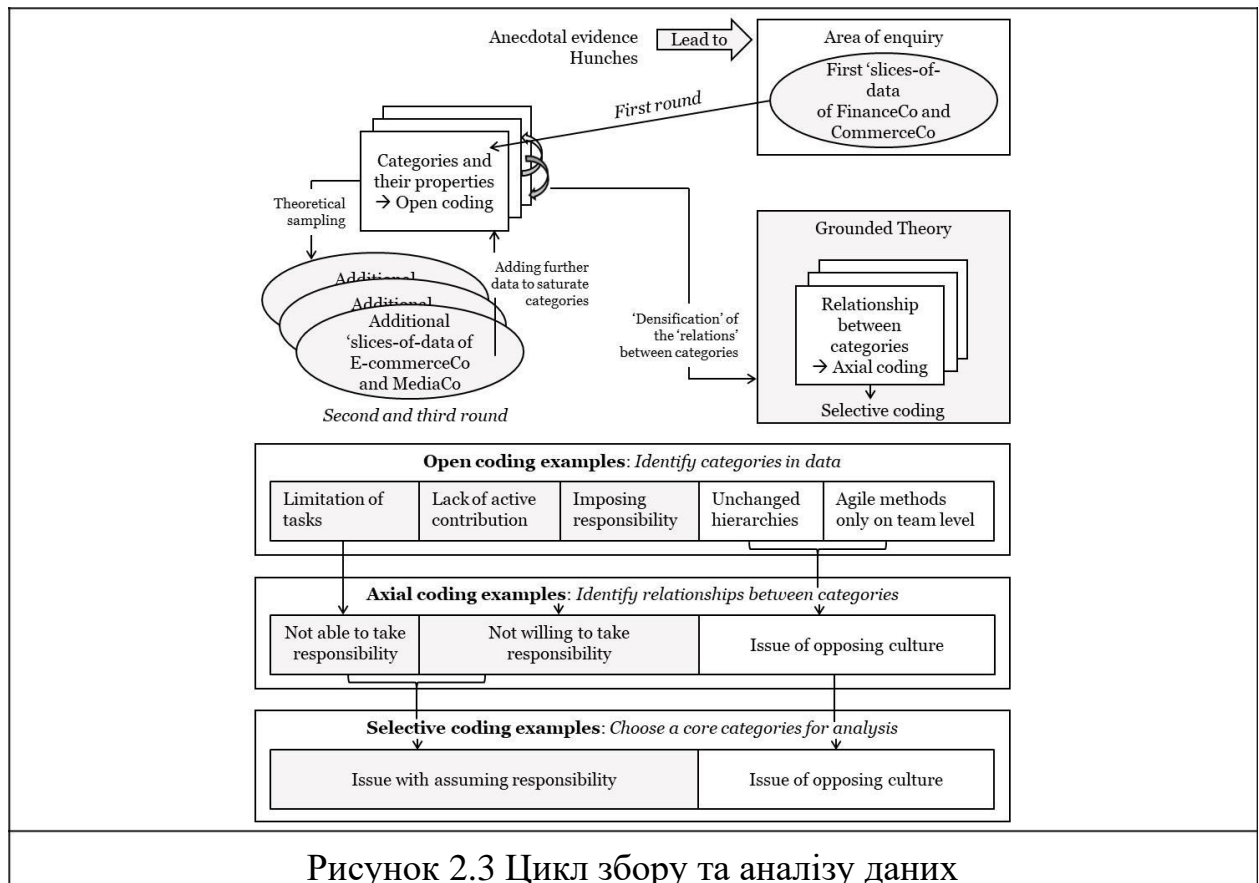 Anecdotal evidence
Hunches
Lead to
Area of enquiry
First ‘slices-of-
data
of FinanceCo and
CommerceCo
First round
Categories and
their properties
→ Open coding
Theoretical
sampling
Adding further
data to saturate
categories
Additional
Additional
Additional
‘slices-of-data of
E-commerceCo
and MediaCo
Second and third round
‘Densification’ of
the ‘relations’
between categories
Grounded Theory
Relationship
between
categories
→ Axial coding
Selective coding
Open coding examples: Identify categories in data
Limitation of
tasks
Lack of active
contribution
Imposing
responsibility
Unchanged
hierarchies
Agile methods
only on team level
Axial coding examples: Identify relationships between categories
Not able to take
responsibility
Not willing to take
responsibility
Issue of opposing culture
Selective coding examples: Choose a core categories for analysis
Issue with assuming responsibility
Issue of opposing culture
Рисунок 2.3 Цикл збору та аналізу даних